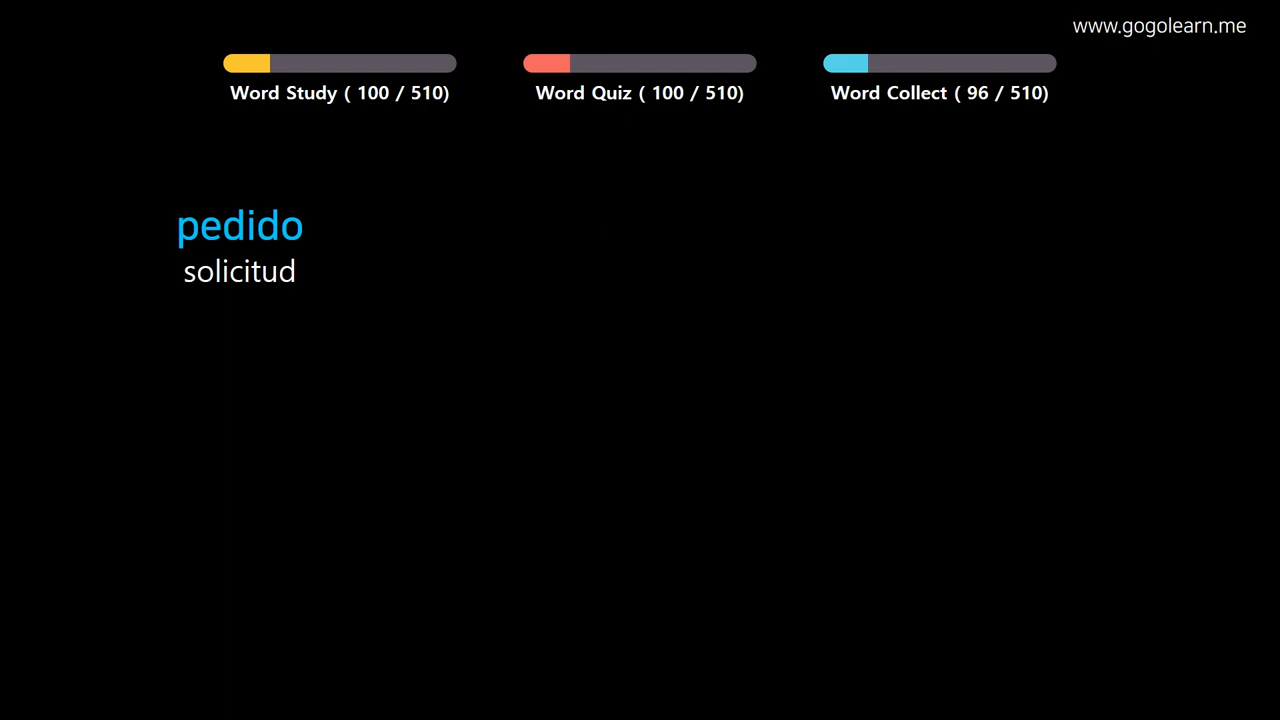 www.gogolearn.me
Word Study ( 100 / 510)
Word Quiz ( 100 / 510)
Word Collect ( 96 / 510)
pedido
solicitud